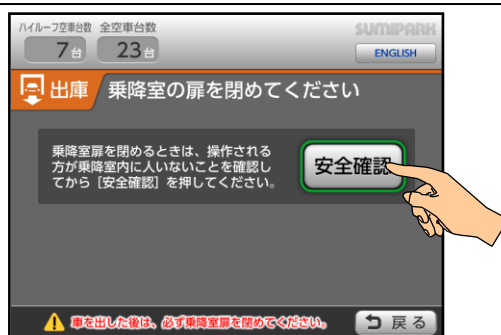 ハイルーフ空車台数 全空車台数
7台 23台
SUMIPARK
ENGLISH
出庫 乗降室の扉を閉めてください
乗降室扉を閉めるときは、操作される
方が乗降室内に人いないことを確認し
てから［安全確認］を押してください。
安全確認
車を出した後は、必ず乗降室扉を閉めてください。
戻る